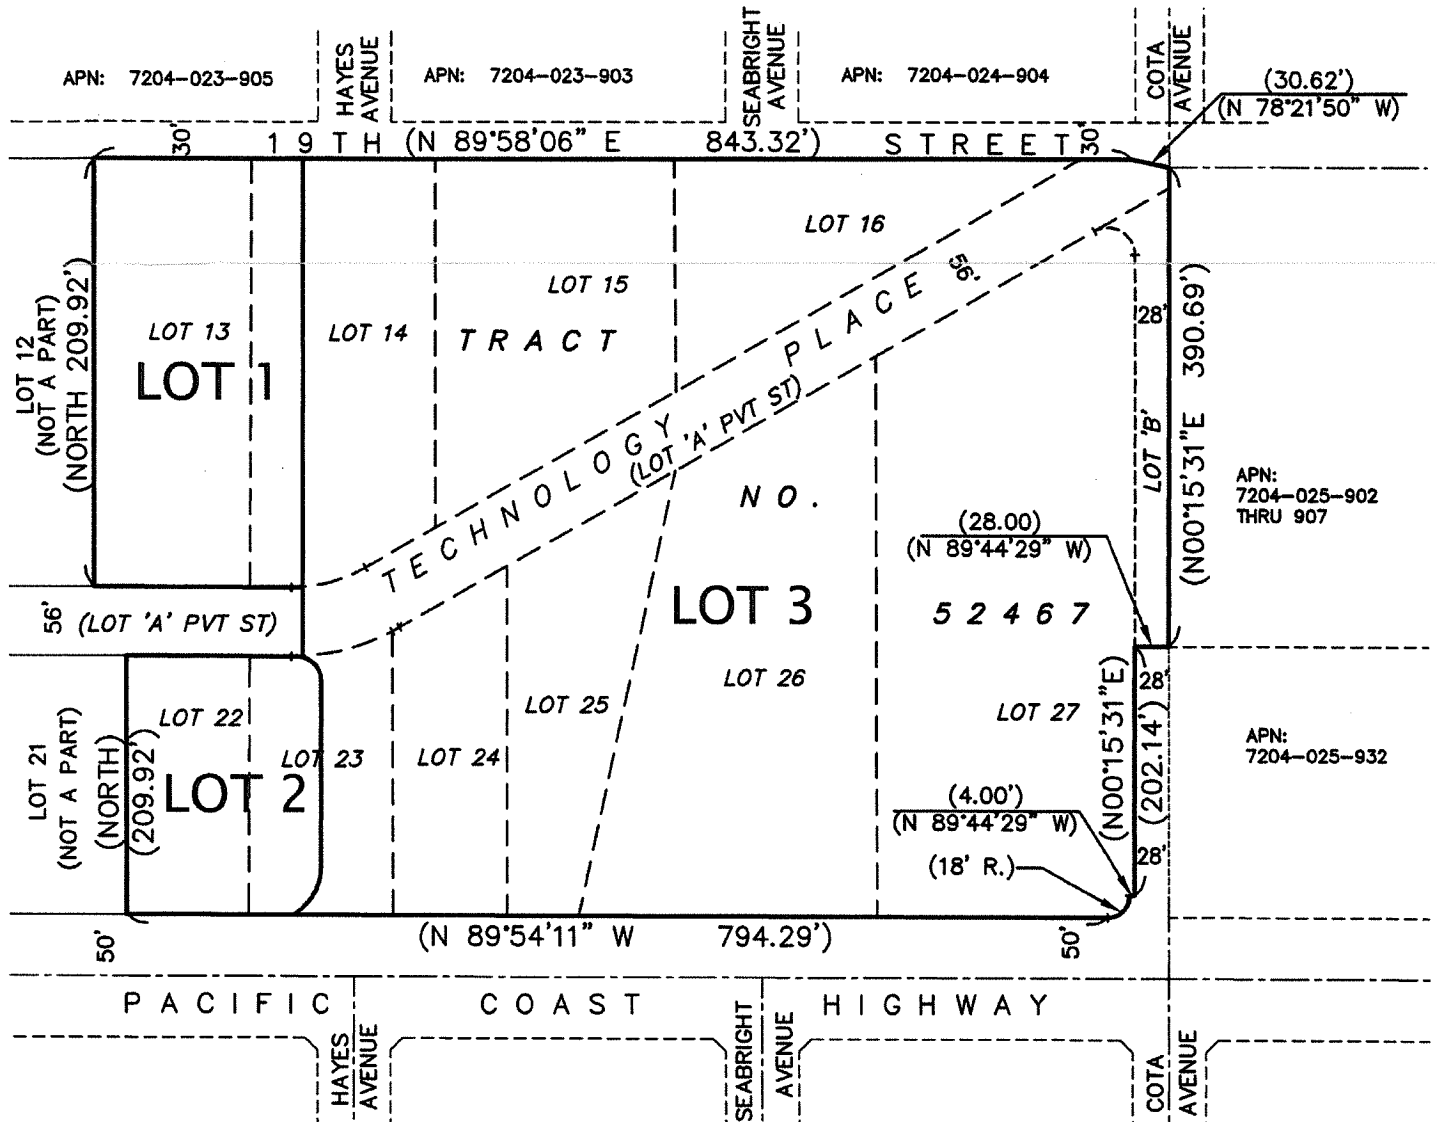 HAYES
AVENUE
SEABRIGHT
AVENUE
COTA
AVENUE
APN: 7204-023-905
APN: 7204-023-903
APN: 7204-024-904
(30.62')
(N 78°21'50" W)
30'
19TH (N 89°58'06" E 843.32') STREET
30'
LOT 12
(NOT A PART)
(NORTH 209.92')
LOT 13
LOT 1
LOT 14
LOT 15
LOT 16
TRACT
TECHNOLOGY PLACE 56'
(LOT 'A' PVT ST)
28'
LOT 'B'
(N00°15'31"E 390.69')
APN:
7204-025-902
THRU 907
NO.
(28.00)
(N 89°44'29" W)
LOT 3
52467
56' (LOT 'A' PVT ST)
LOT 21
(NOT A PART)
(NORTH)
(209.92')
LOT 22
LOT 2
LOT 23
LOT 24
LOT 25
LOT 26
LOT 27
(N00°15'31"E)
(202.14')
28'
28'
APN:
7204-025-932
(4.00')
(N 89°44'29" W)
(18' R.)
50'
(N 89°54'11" W 794.29')
50'
PACIFIC COAST HIGHWAY
HAYES
AVENUE
SEABRIGHT
AVENUE
COTA
AVENUE